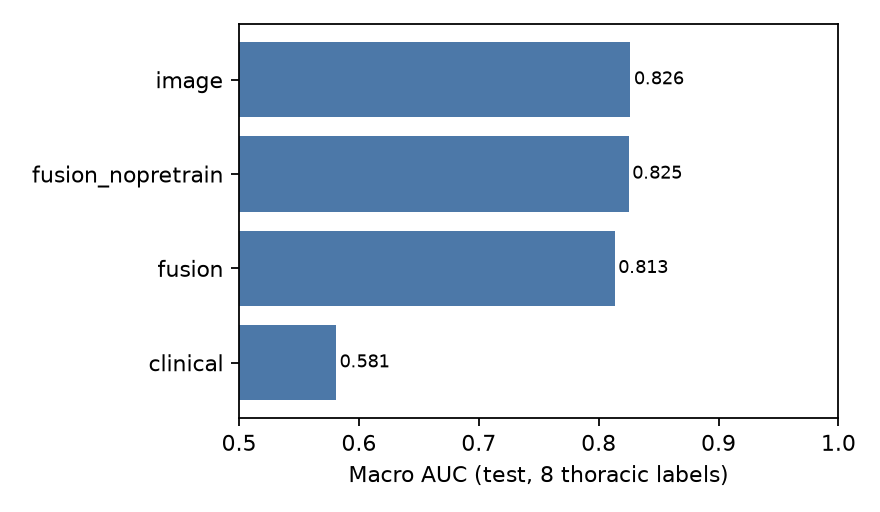 image
0.826
fusion_nopretrain
0.825
fusion
0.813
clinical
0.581
0.5 0.6 0.7 0.8 0.9 1.0
Macro AUC (test, 8 thoracic labels)